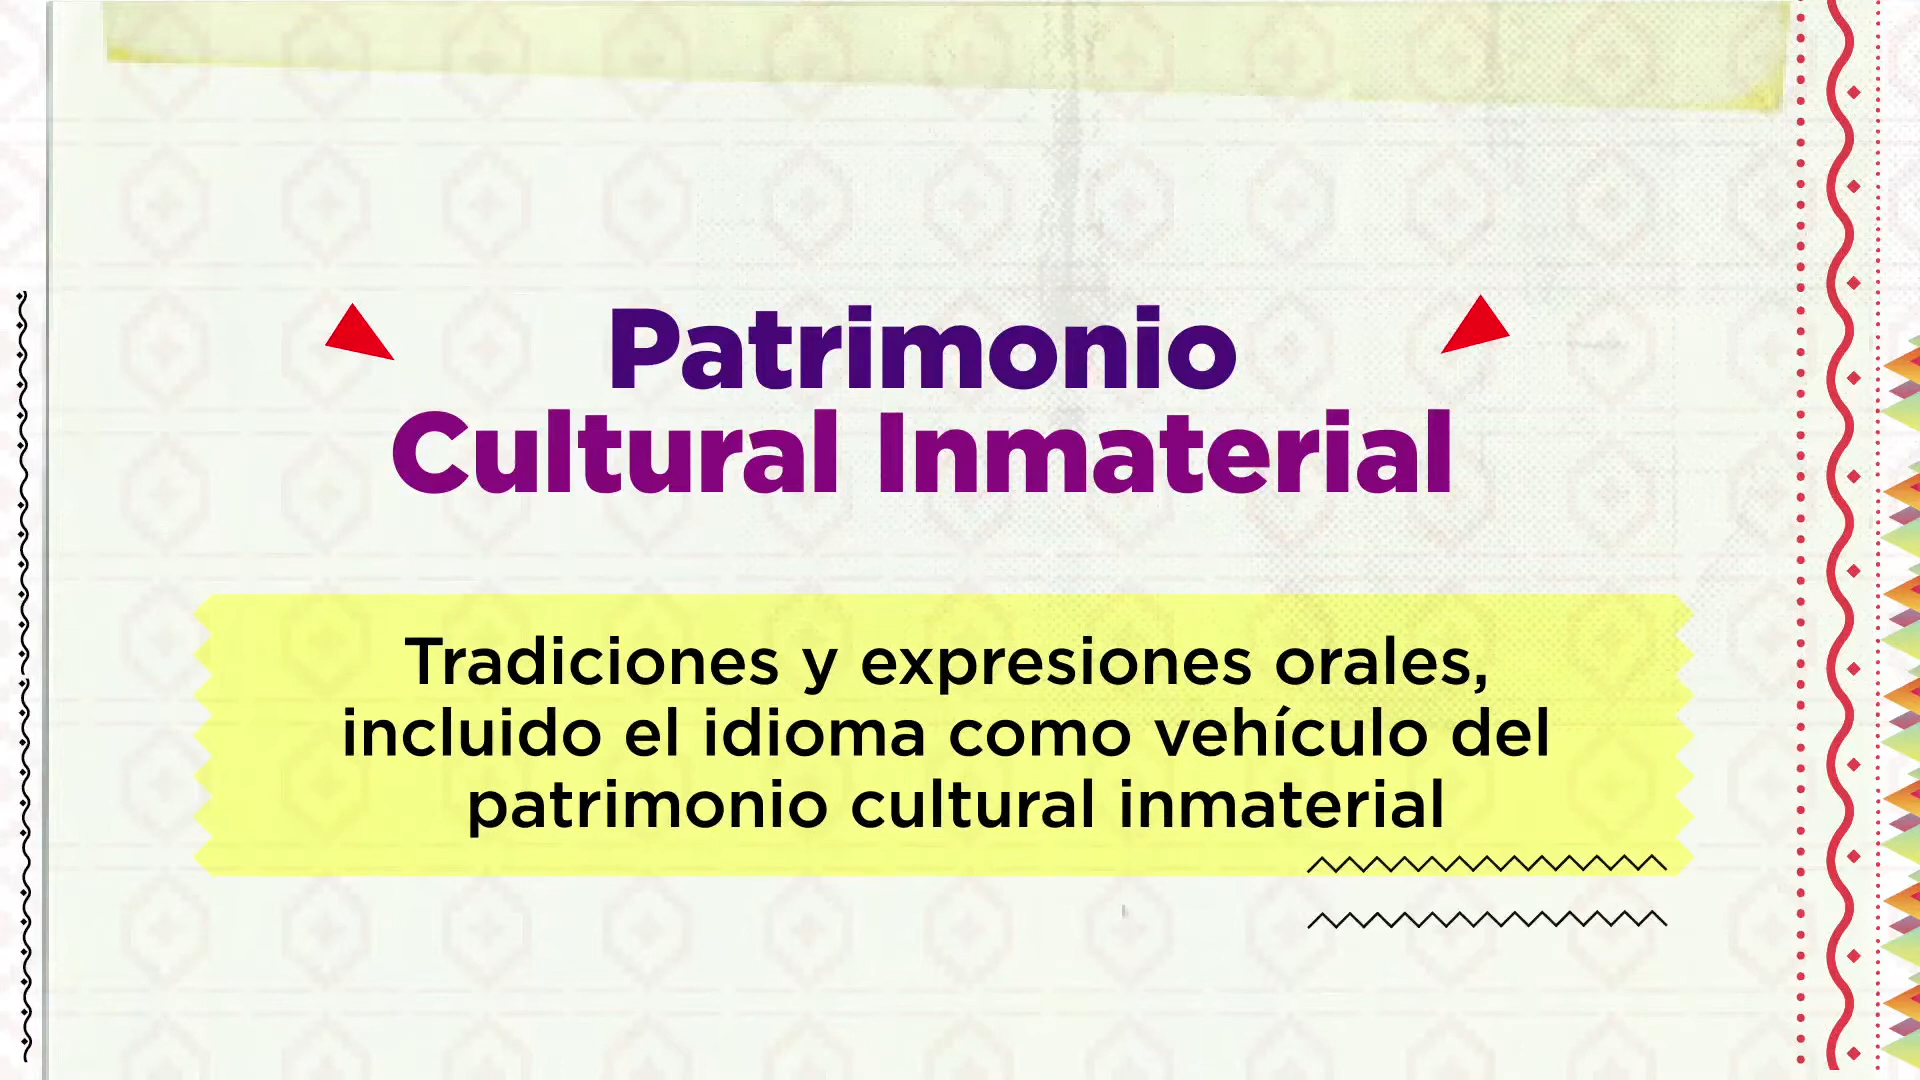 Patrimonio
Cultural Inmaterial
Tradiciones y expresiones orales,
incluido el idioma como vehículo del
patrimonio cultural inmaterial